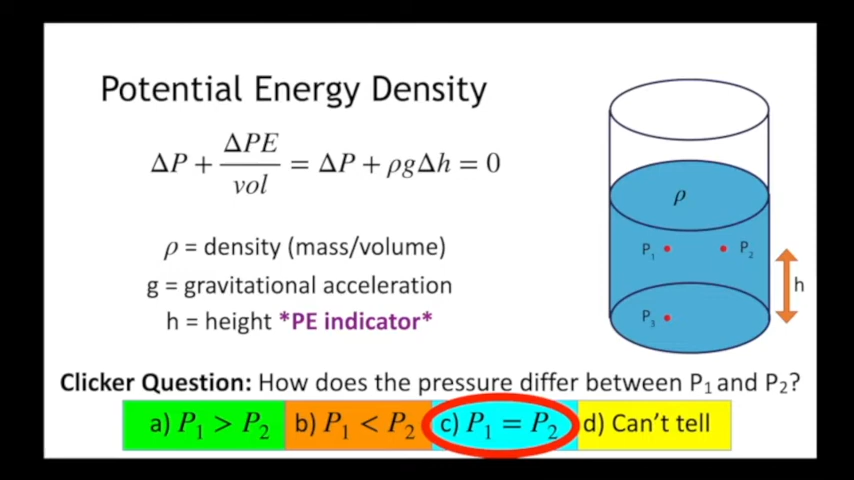 Potential Energy Density
ΔP + ΔPE/vol = ΔP + ρgΔh = 0
ρ = density (mass/volume)
g = gravitational acceleration
h = height *PE indicator*
ρ
P₁ P₂
h
P₃
Clicker Question: How does the pressure differ between P₁ and P₂?
a) P₁ > P₂ b) P₁ < P₂ c) P₁ = P₂ d) Can't tell